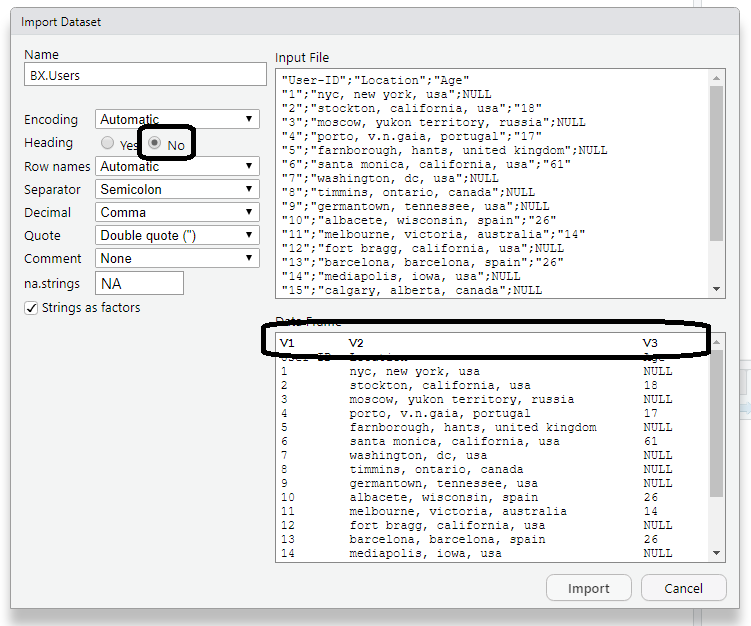 Import Dataset
Name
BX.Users
Encoding Automatic
Heading Yes No
Row names Automatic
Separator Semicolon
Decimal Comma
Quote Double quote (")
Comment None
na.strings NA
Strings as factors
Input File
"User-ID";"Location";"Age"
"1";"nyc, new york, usa";NULL
"2";"stockton, california, usa";"18"
"3";"moscow, yukon territory, russia";NULL
"4";"porto, v.n.gaia, portugal";"17"
"5";"farnborough, hants, united kingdom";NULL
"6";"santa monica, california, usa";"61"
"7";"washington, dc, usa";NULL
"8";"timmins, ontario, canada";NULL
"9";"germantown, tennessee, usa";NULL
"10";"albacete, wisconsin, spain";"26"
"11";"melbourne, victoria, australia";"14"
"12";"fort bragg, california, usa";NULL
"13";"barcelona, barcelona, spain";"26"
"14";"mediapolis, iowa, usa";NULL
"15";"calgary, alberta, canada";NULL
Data Frame
V1 V2 V3
User-ID Location Age
1 nyc, new york, usa NULL
2 stockton, california, usa 18
3 moscow, yukon territory, russia NULL
4 porto, v.n.gaia, portugal 17
5 farnborough, hants, united kingdom NULL
6 santa monica, california, usa 61
7 washington, dc, usa NULL
8 timmins, ontario, canada NULL
9 germantown, tennessee, usa NULL
10 albacete, wisconsin, spain 26
11 melbourne, victoria, australia 14
12 fort bragg, california, usa NULL
13 barcelona, barcelona, spain 26
14 mediapolis, iowa, usa NULL
Import Cancel